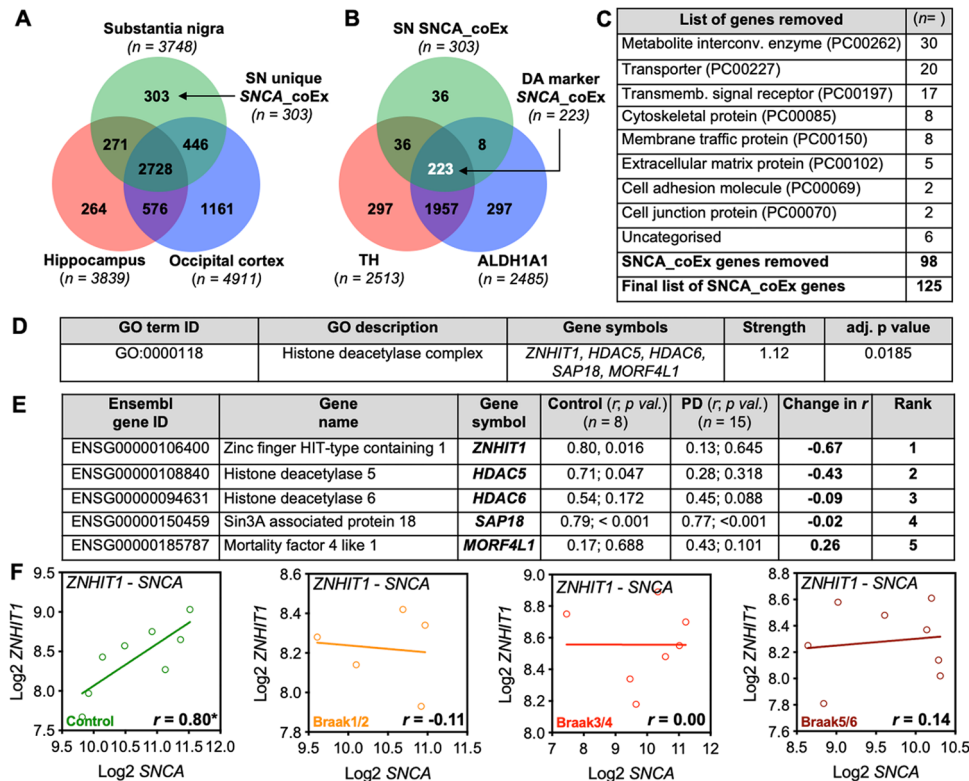 A
Substantia nigra
(n = 3748)
303
SN unique
SNCA_coEx
(n = 303)
271
446
2728
264
576
1161
Hippocampus
(n = 3839)
Occipital cortex
(n = 4911)
B
SN SNCA_coEx
(n = 303)
36
DA marker
SNCA_coEx
(n = 223)
36
8
223
297
1957
297
TH
(n = 2513)
ALDH1A1
(n = 2485)
C
List of genes removed (n= )
Metabolite interconv. enzyme (PC00262) 30
Transporter (PC00227) 20
Transmemb. signal receptor (PC00197) 17
Cytoskeletal protein (PC00085) 8
Membrane traffic protein (PC00150) 8
Extracellular matrix protein (PC00102) 5
Cell adhesion molecule (PC00069) 2
Cell junction protein (PC00070) 2
Uncategorised 6
SNCA_coEx genes removed 98
Final list of SNCA_coEx genes 125
D
GO term ID GO description Gene symbols Strength adj. p value
GO:0000118 Histone deacetylase complex ZNHIT1, HDAC5, HDAC6, 1.12 0.0185
SAP18, MORF4L1
E
Ensembl Gene Gene Control (r; p val.) PD (r; p val.) Change in r Rank
gene ID name symbol (n = 8) (n = 15)
ENSG00000106400 Zinc finger HIT-type containing 1 ZNHIT1 0.80, 0.016 0.13; 0.645 -0.67 1
ENSG00000108840 Histone deacetylase 5 HDAC5 0.71; 0.047 0.28; 0.318 -0.43 2
ENSG00000094631 Histone deacetylase 6 HDAC6 0.54; 0.172 0.45; 0.088 -0.09 3
ENSG00000150459 Sin3A associated protein 18 SAP18 0.79; < 0.001 0.77; <0.001 -0.02 4
ENSG00000185787 Mortality factor 4 like 1 MORF4L1 0.17; 0.688 0.43; 0.101 0.26 5
F
ZNHIT1 - SNCA
Log2 ZNHIT1
9.5
9.0
8.5
8.0
7.5
Control
r = 0.80*
9.5 10.0 10.5 11.0 11.5 12.0
Log2 SNCA
ZNHIT1 - SNCA
Log2 ZNHIT1
8.6
8.4
8.2
8.0
7.8
Braak1/2
r = -0.11
9.5 10.0 10.5 11.0 11.5
Log2 SNCA
ZNHIT1 - SNCA
Log2 ZNHIT1
9.0
8.8
8.6
8.4
8.2
8.0
Braak3/4
r = 0.00
7 8 9 10 11 12
Log2 SNCA
ZNHIT1 - SNCA
Log2 ZNHIT1
8.8
8.6
8.4
8.2
8.0
7.8
7.6
Braak5/6
r = 0.14
8.5 9.0 9.5 10.0 10.5
Log2 SNCA